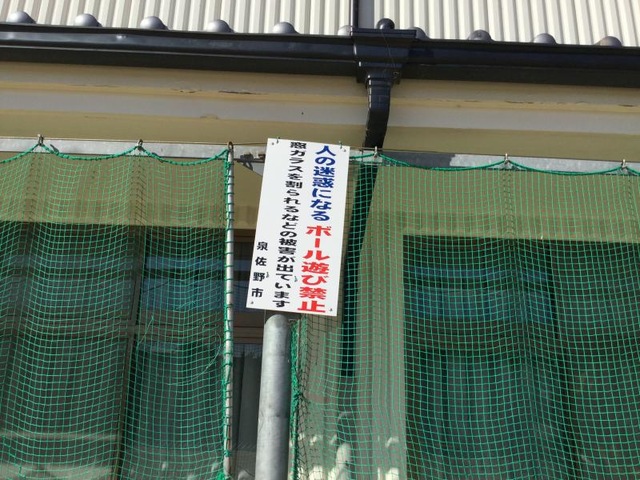 人の迷惑になる ボール遊び禁止
窓ガラスを割られるなどの被害が出ています
泉佐野市